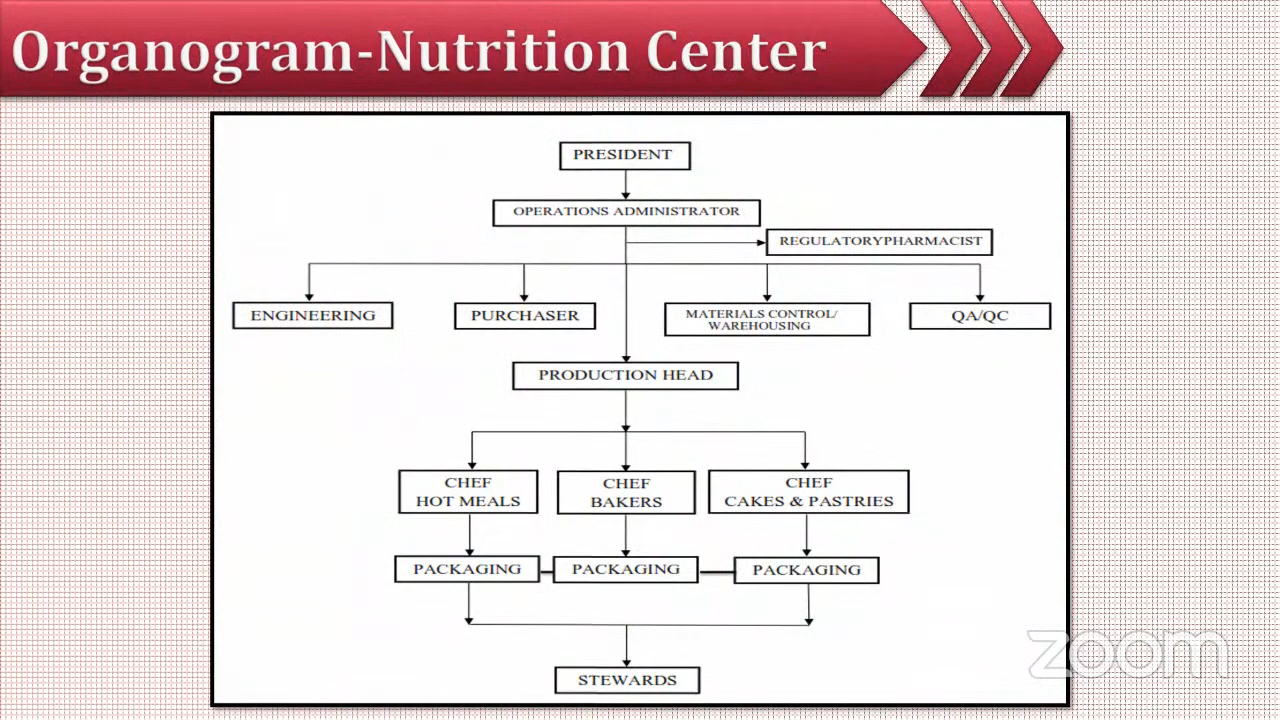 Organogram-Nutrition Center
PRESIDENT
OPERATIONS ADMINISTRATOR
REGULATORYPHARMACIST
ENGINEERING
PURCHASER
MATERIALS CONTROL/
WAREHOUSING
QA/QC
PRODUCTION HEAD
CHEF
HOT MEALS
CHEF
BAKERS
CHEF
CAKES & PASTRIES
PACKAGING
PACKAGING
PACKAGING
STEWARDS
zoom